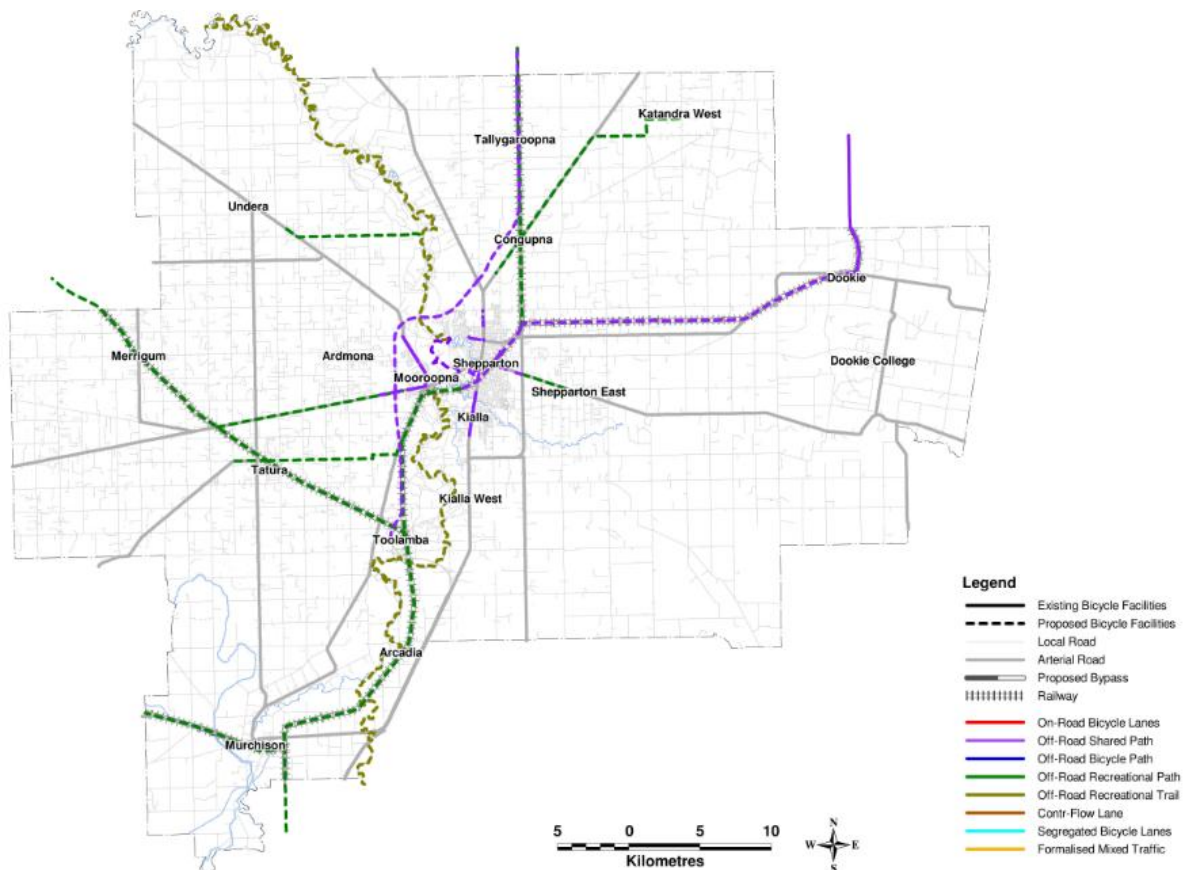 Katandra West
Tallygaroopna
Undera
Congupna
Dookie
Merrigum
Ardmona
Shepparton
Dookie College
Mooroopna
Shepparton East
Kialla
Tatura
Kialla West
Toolamba
Arcadia
Murchison
Legend
Existing Bicycle Facilities
Proposed Bicycle Facilities
Local Road
Arterial Road
Proposed Bypass
Railway
On-Road Bicycle Lanes
Off-Road Shared Path
Off-Road Bicycle Path
Off-Road Recreational Path
Off-Road Recreational Trail
Contr-Flow Lane
Segregated Bicycle Lanes
Formalised Mixed Traffic
5 0 5 10
Kilometres
N
W E
S